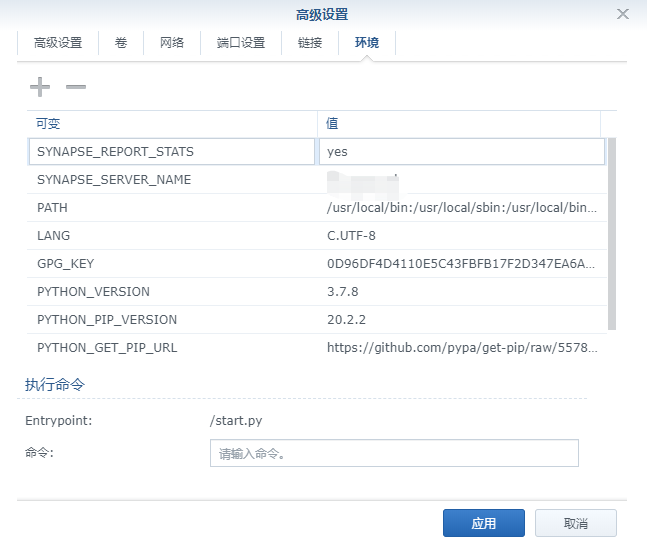 高级设置
高级设置 卷 网络 端口设置 链接 环境
可变 值
SYNAPSE_REPORT_STATS yes
SYNAPSE_SERVER_NAME
PATH /usr/local/bin:/usr/local/sbin:/usr/local/bin...
LANG C.UTF-8
GPG_KEY 0D96DF4D4110E5C43FBFB17F2D347EA6A...
PYTHON_VERSION 3.7.8
PYTHON_PIP_VERSION 20.2.2
PYTHON_GET_PIP_URL https://github.com/pypa/get-pip/raw/5578...
执行命令
Entrypoint: /start.py
命令: 请输入命令。
应用 取消